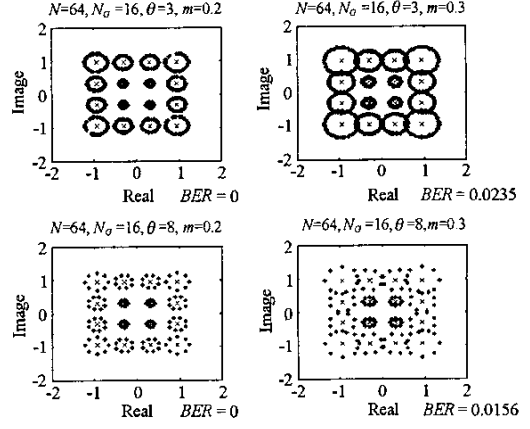 N=64, N_G=16, θ=3, m=0.2
N=64, N_G=16, θ=3, m=0.3
2
1
0
-1
-2
Image
-2 -1 0 1 2
Real BER=0
2
1
0
-1
-2
Image
-2 -1 0 1 2
Real BER=0.0235
N=64, N_G=16, θ=8, m=0.2
N=64, N_G=16, θ=8, m=0.3
2
1
0
-1
-2
Image
-2 -1 0 1 2
Real BER=0
2
1
0
-1
-2
Image
-2 -1 0 1 2
Real BER=0.0156